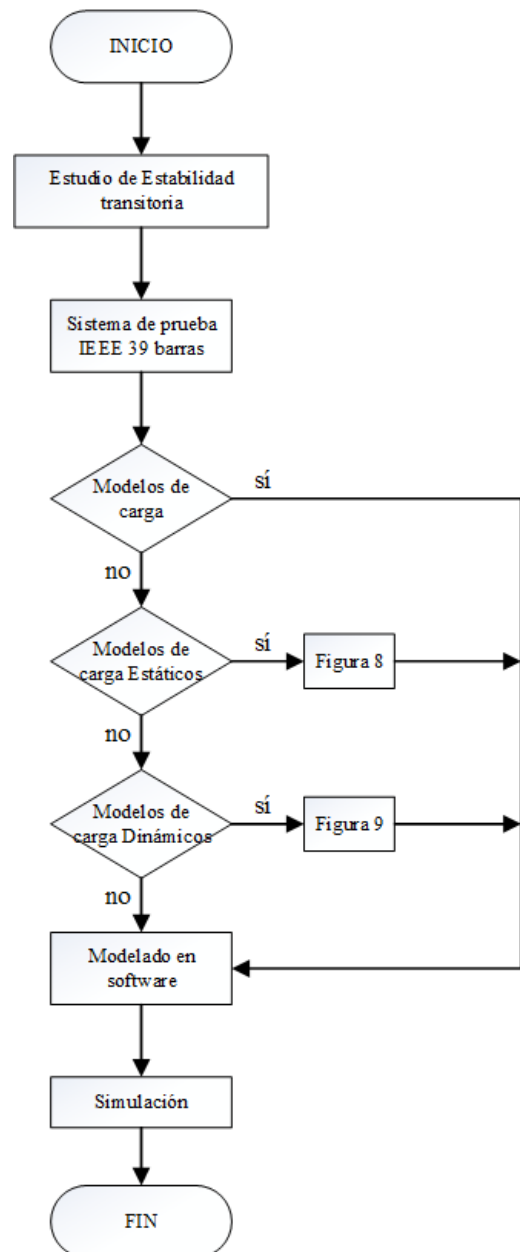 INICIO
Estudio de Estabilidad
transitoria
Sistema de prueba
IEEE 39 barras
Modelos de
carga
sí
no
Modelos de
carga Estáticos
sí
Figura 8
no
Modelos de
carga Dinámicos
sí
Figura 9
no
Modelado en
software
Simulación
FIN